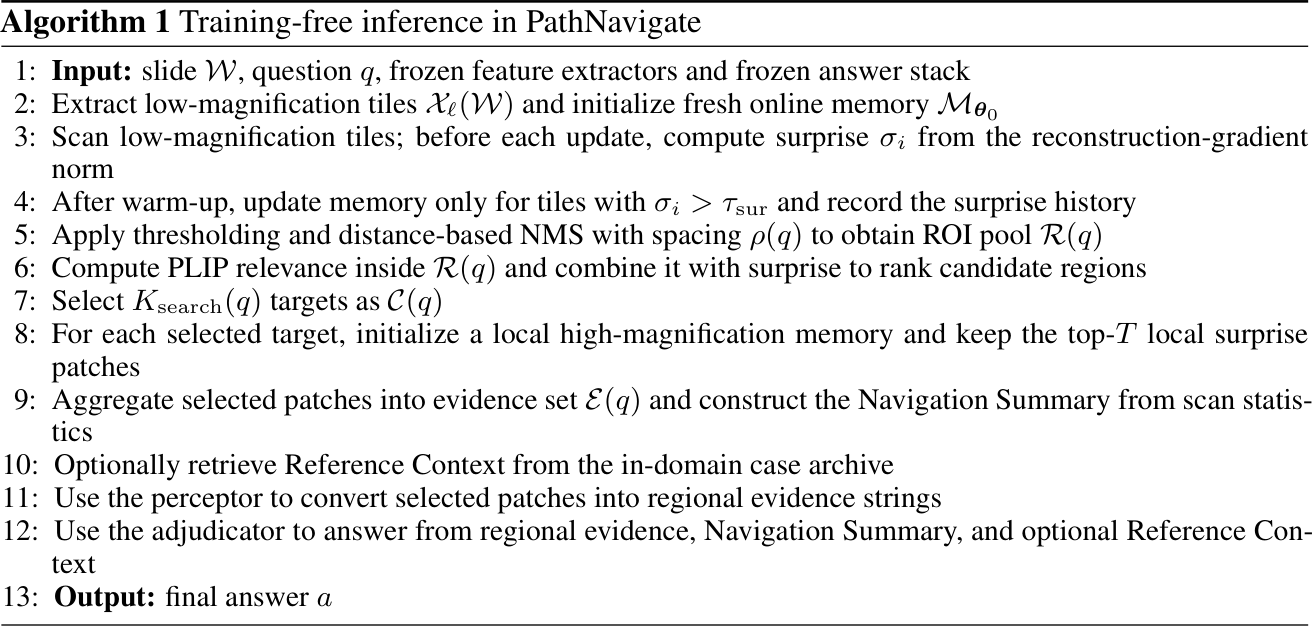 Algorithm 1 Training-free inference in PathNavigate
1: Input: slide 𝒲, question q, frozen feature extractors and frozen answer stack
2: Extract low-magnification tiles 𝒳ℓ(𝒲) and initialize fresh online memory ℳθ₀
3: Scan low-magnification tiles; before each update, compute surprise σᵢ from the reconstruction-gradient
norm
4: After warm-up, update memory only for tiles with σᵢ > τsur and record the surprise history
5: Apply thresholding and distance-based NMS with spacing ρ(q) to obtain ROI pool ℛ(q)
6: Compute PLIP relevance inside ℛ(q) and combine it with surprise to rank candidate regions
7: Select Ksearch(q) targets as 𝒞(q)
8: For each selected target, initialize a local high-magnification memory and keep the top-T local surprise
patches
9: Aggregate selected patches into evidence set ℰ(q) and construct the Navigation Summary from scan statis-
tics
10: Optionally retrieve Reference Context from the in-domain case archive
11: Use the perceptor to convert selected patches into regional evidence strings
12: Use the adjudicator to answer from regional evidence, Navigation Summary, and optional Reference Con-
text
13: Output: final answer a